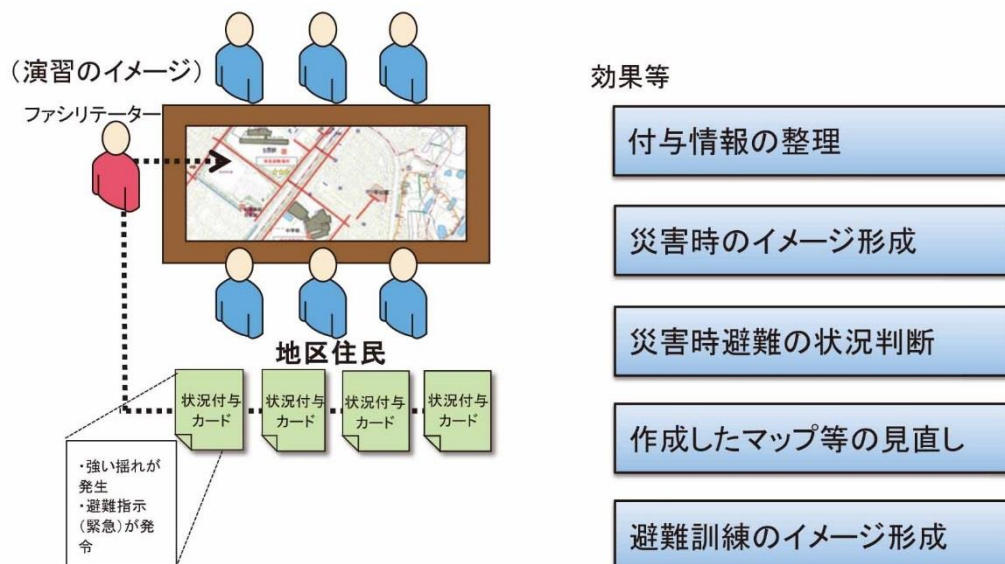 (演習のイメージ)
ファシリテーター
地区住民
状況付与
カード
状況付与
カード
状況付与
カード
状況付与
カード
・強い揺れが
発生
・避難指示
(緊急)が発
令
効果等
付与情報の整理
災害時のイメージ形成
災害時避難の状況判断
作成したマップ等の見直し
避難訓練のイメージ形成